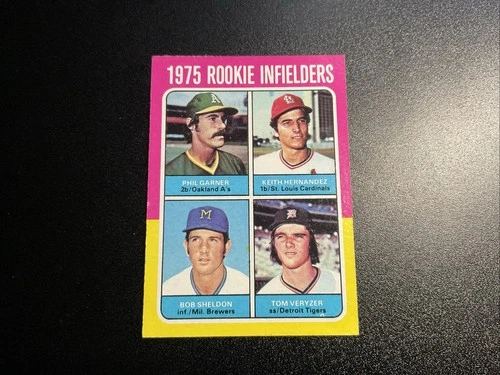 1975 ROOKIE INFIELDERS
A's
PHIL GARNER
2b/Oakland A's
KEITH HERNANDEZ
1b/St. Louis Cardinals
M
BOB SHELDON
inf./Mil. Brewers
TOM VERYZER
ss/Detroit Tigers